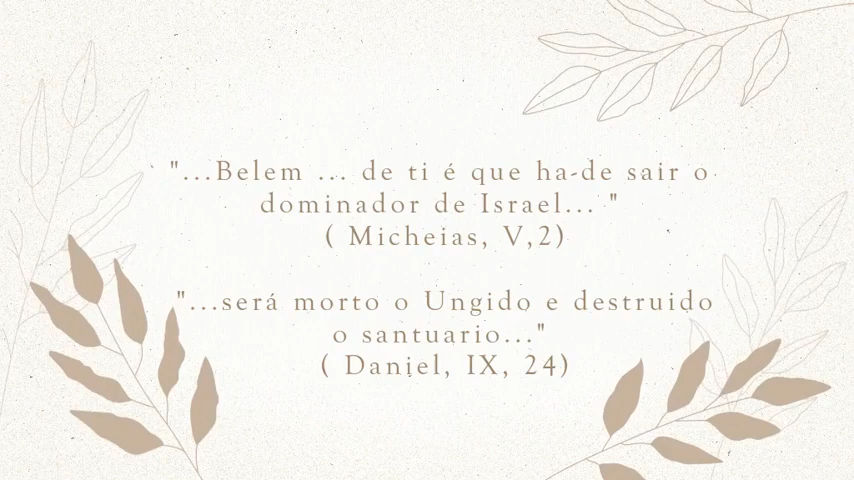 "...Belem ... de ti é que ha-de sair o
dominador de Israel... "
( Micheias, V,2)
"...será morto o Ungido e destruido
o santuario..."
( Daniel, IX, 24)